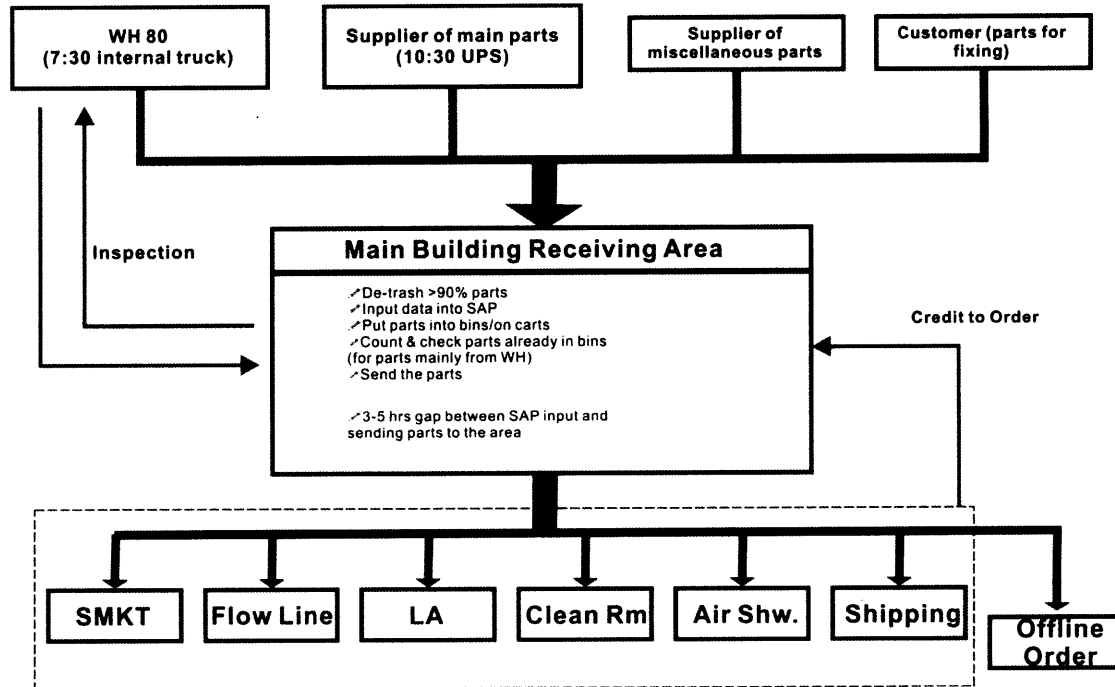 WH 80
(7:30 internal truck)
Supplier of main parts
(10:30 UPS)
Supplier of
miscellaneous parts
Customer (parts for
fixing)
Inspection
Main Building Receiving Area
De-trash >90% parts
Input data into SAP
Put parts into bins/on carts
Count & check parts already in bins
(for parts mainly from WH)
Send the parts
3-5 hrs gap between SAP input and
sending parts to the area
Credit to Order
SMKT
Flow Line
LA
Clean Rm
Air Shw.
Shipping
Offline
Order